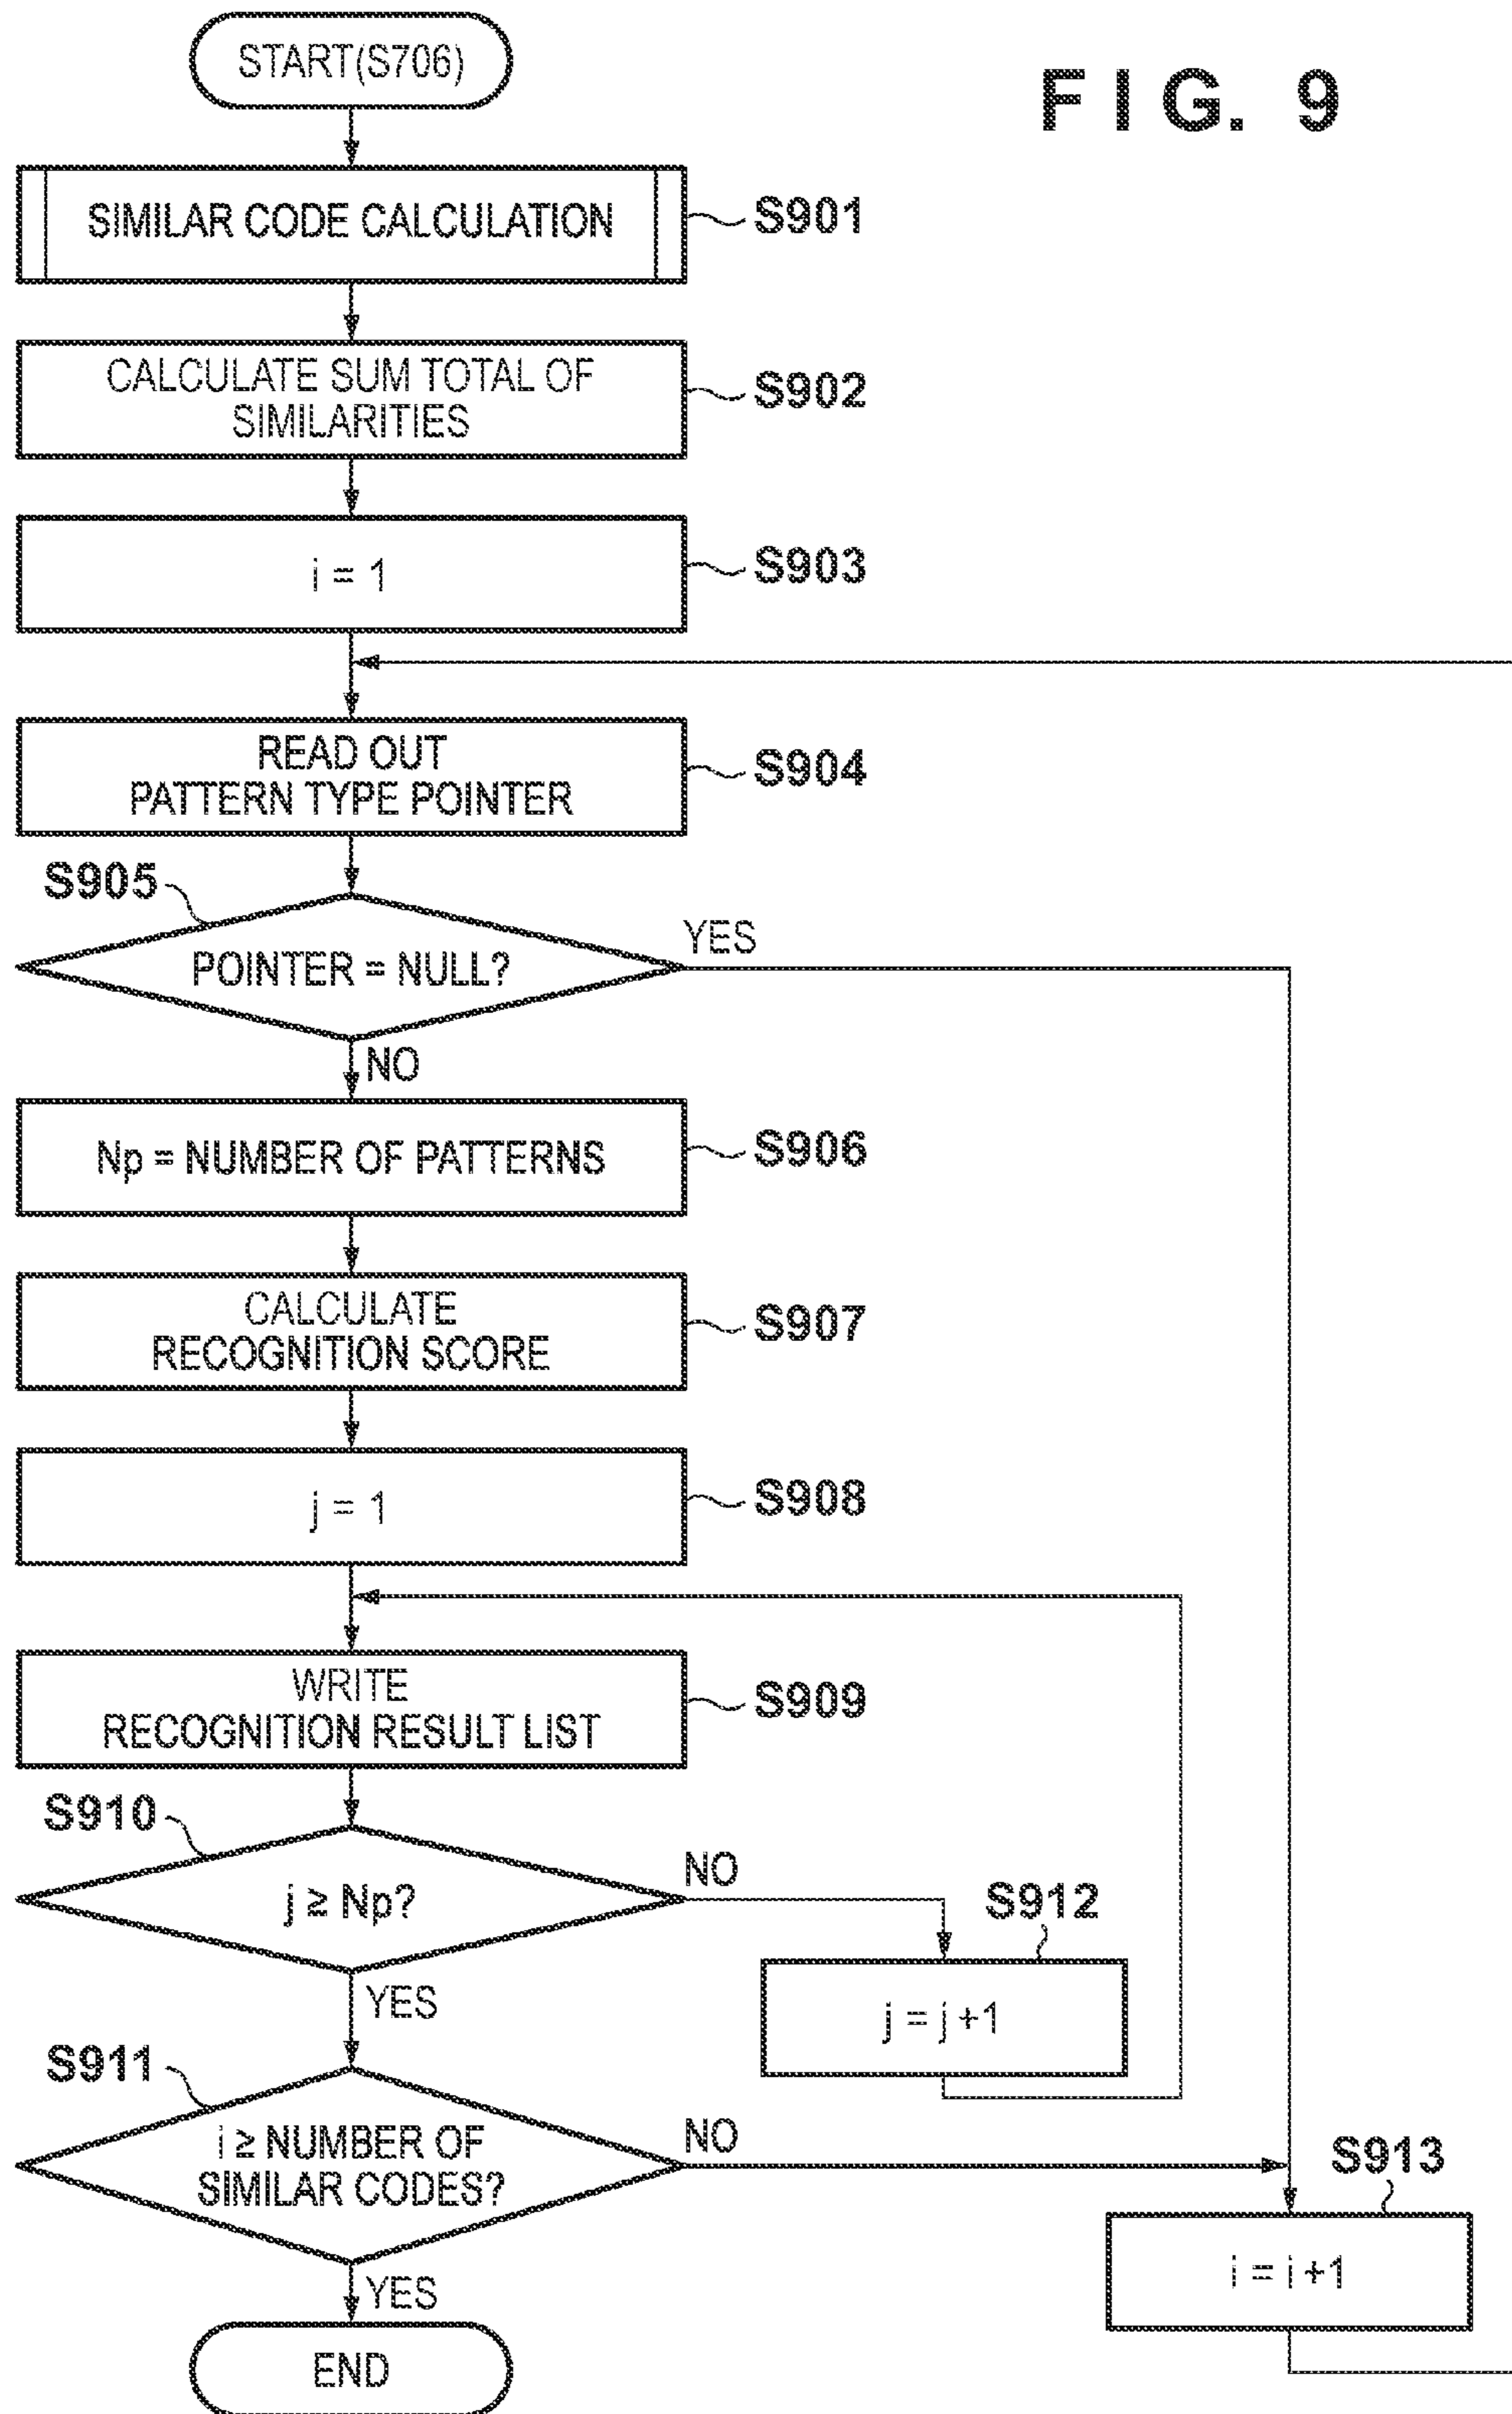 FIG. 9
START(S706)
SIMILAR CODE CALCULATION
S901
CALCULATE SUM TOTAL OF
SIMILARITIES
S902
i = 1
S903
READ OUT
PATTERN TYPE POINTER
S904
S905
POINTER = NULL?
YES
NO
Np = NUMBER OF PATTERNS
S906
CALCULATE
RECOGNITION SCORE
S907
j = 1
S908
WRITE
RECOGNITION RESULT LIST
S909
S910
j ≥ Np?
NO
YES
S912
j = j +1
S911
i ≥ NUMBER OF
SIMILAR CODES?
NO
YES
S913
i = i +1
END